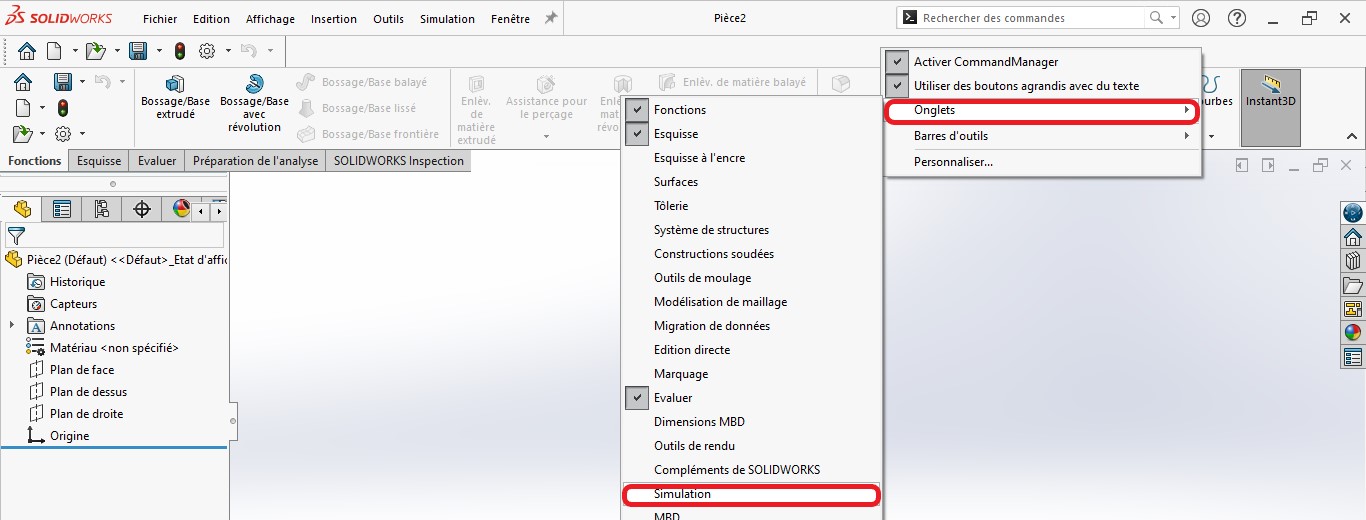 SOLIDWORKS
Fichier Edition Affichage Insertion Outils Simulation Fenêtre
Pièce2
Rechercher des commandes
Bossage/Base
extrudé
Bossage/Base
avec
révolution
Bossage/Base balayé
Bossage/Base lissé
Bossage/Base frontière
Enlèv.
de
matière
extrudé
Assistance pour
le perçage
Enlèv. de matière balayé
Instant3D
Fonctions Esquisse Evaluer Préparation de l'analyse SOLIDWORKS Inspection
Activer CommandManager
Utiliser des boutons agrandis avec du texte
Onglets
Barres d'outils
Personnaliser...
Fonctions
Esquisse
Esquisse à l'encre
Surfaces
Tôlerie
Système de structures
Constructions soudées
Outils de moulage
Modélisation de maillage
Migration de données
Edition directe
Marquage
Evaluer
Dimensions MBD
Outils de rendu
Compléments de SOLIDWORKS
Simulation
MBD
Pièce2 (Défaut) <<Défaut>_Etat d'affic
Historique
Capteurs
Annotations
Matériau <non spécifié>
Plan de face
Plan de dessus
Plan de droite
Origine